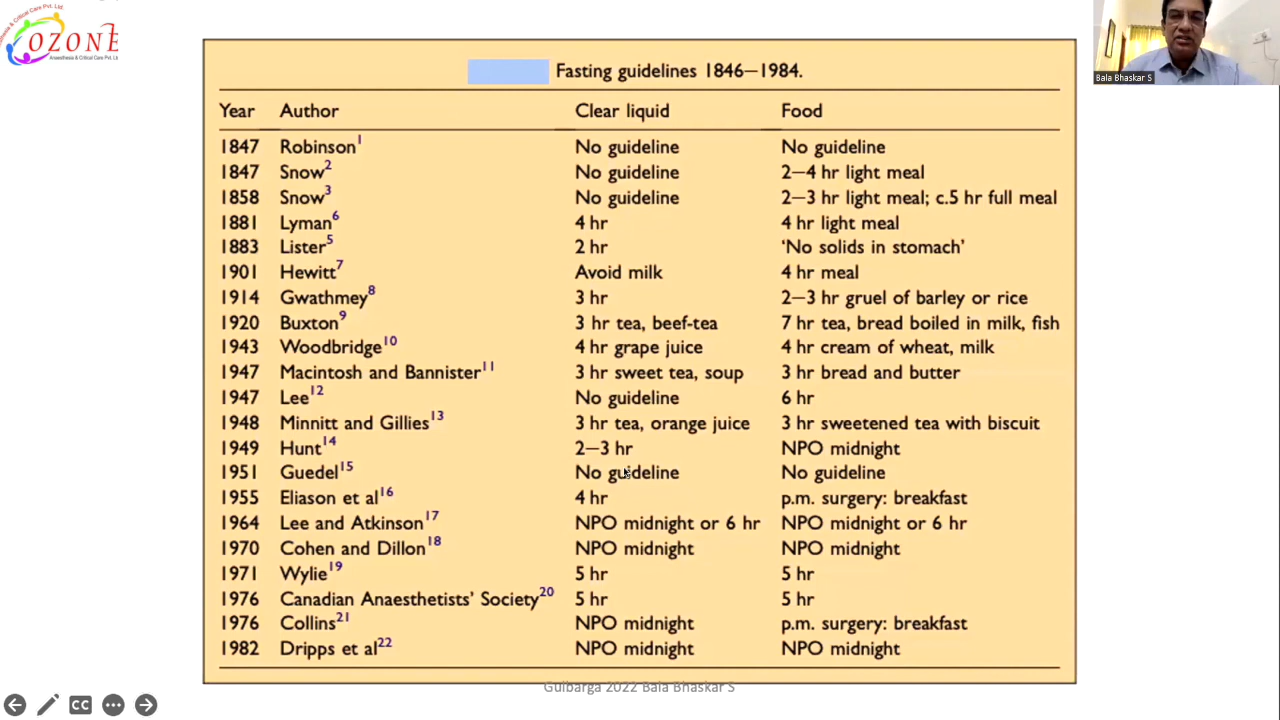 OZONE
Anaesthesia & Critical Care Pvt. Ltd
Bala Bhaskar S
Fasting guidelines 1846–1984.
Year Author Clear liquid Food
1847 Robinson1 No guideline No guideline
1847 Snow2 No guideline 2–4 hr light meal
1858 Snow3 No guideline 2–3 hr light meal; c.5 hr full meal
1881 Lyman6 4 hr 4 hr light meal
1883 Lister5 2 hr ‘No solids in stomach’
1901 Hewitt7 Avoid milk 4 hr meal
1914 Gwathmey8 3 hr 2–3 hr gruel of barley or rice
1920 Buxton9 3 hr tea, beef-tea 7 hr tea, bread boiled in milk, fish
1943 Woodbridge10 4 hr grape juice 4 hr cream of wheat, milk
1947 Macintosh and Bannister11 3 hr sweet tea, soup 3 hr bread and butter
1947 Lee12 No guideline 6 hr
1948 Minnitt and Gillies13 3 hr tea, orange juice 3 hr sweetened tea with biscuit
1949 Hunt14 2–3 hr NPO midnight
1951 Guedel15 No guideline No guideline
1955 Eliason et al16 4 hr p.m. surgery: breakfast
1964 Lee and Atkinson17 NPO midnight or 6 hr NPO midnight or 6 hr
1970 Cohen and Dillon18 NPO midnight NPO midnight
1971 Wylie19 5 hr 5 hr
1976 Canadian Anaesthetists’ Society20 5 hr 5 hr
1976 Collins21 NPO midnight p.m. surgery: breakfast
1982 Dripps et al22 NPO midnight NPO midnight
Gulbarga 2022 Bala Bhaskar S
CC